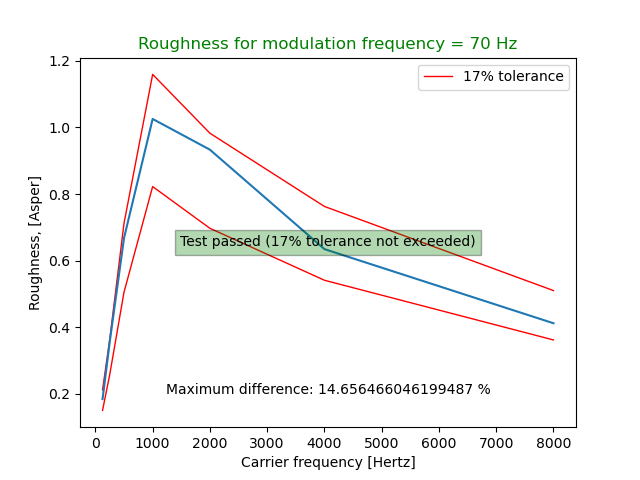 Roughness for modulation frequency = 70 Hz
1.2
1.0
0.8
0.6
0.4
0.2
Roughness, [Asper]
17% tolerance
Test passed (17% tolerance not exceeded)
Maximum difference: 14.656466046199487 %
0 1000 2000 3000 4000 5000 6000 7000 8000
Carrier frequency [Hertz]